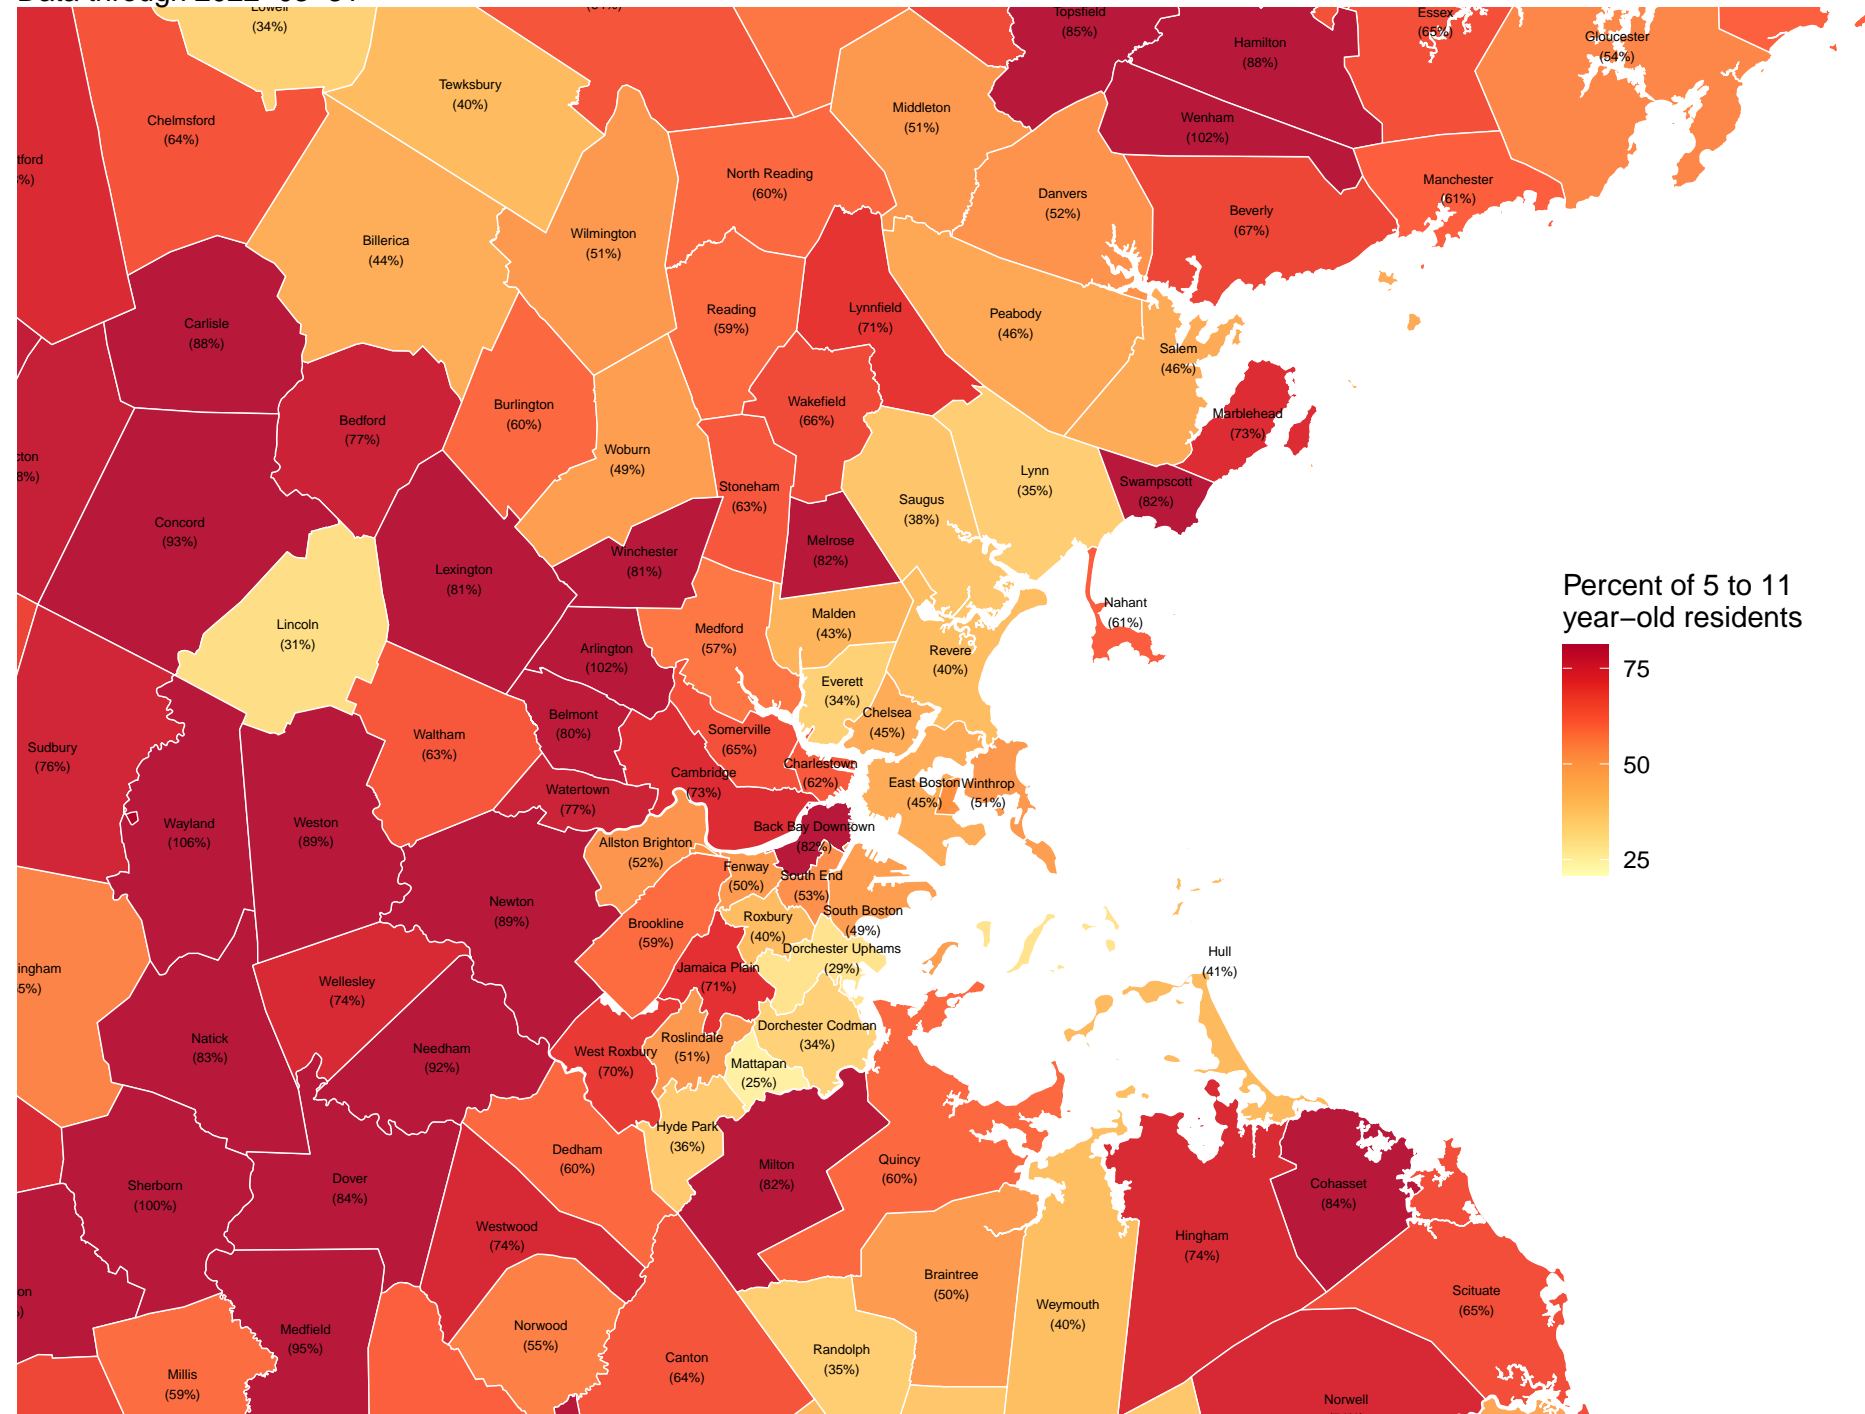 Lowell
(34%)
Topsfield
(85%)
Essex
(65%)
Gloucester
(54%)
Hamilton
(88%)
Tewksbury
(40%)
Middleton
(51%)
Wenham
(102%)
Chelmsford
(64%)
tford
%)
North Reading
(60%)
Danvers
(52%)
Manchester
(61%)
Beverly
(67%)
Billerica
(44%)
Wilmington
(51%)
Carlisle
(88%)
Reading
(59%)
Lynnfield
(71%)
Peabody
(46%)
Salem
(46%)
Burlington
(60%)
Wakefield
(66%)
Marblehead
(73%)
Bedford
(77%)
Woburn
(49%)
cton
8%)
Stoneham
(63%)
Saugus
(38%)
Lynn
(35%)
Swampscott
(82%)
Concord
(93%)
Winchester
(81%)
Melrose
(82%)
Lexington
(81%)
Percent of 5 to 11
year−old residents
75
50
25
Nahant
(61%)
Lincoln
(31%)
Malden
(43%)
Medford
(57%)
Arlington
(102%)
Revere
(40%)
Everett
(34%)
Chelsea
(45%)
Belmont
(80%)
Somerville
(65%)
Waltham
(63%)
Sudbury
(76%)
Charlestown
(62%)
Cambridge
(73%)
East Boston
(45%)
Winthrop
(51%)
Watertown
(77%)
Wayland
(106%)
Weston
(89%)
Back Bay Downtown
(82%)
Allston Brighton
(52%)
Fenway
(50%)
South End
(53%)
Newton
(89%)
South Boston
(49%)
Roxbury
(40%)
Brookline
(59%)
Dorchester Uphams
(29%)
Hull
(41%)
ingham
5%)
Jamaica Plain
(71%)
Wellesley
(74%)
Dorchester Codman
(34%)
Natick
(83%)
Needham
(92%)
Roslindale
(51%)
West Roxbury
(70%)
Mattapan
(25%)
Hyde Park
(36%)
Dedham
(60%)
Milton
(82%)
Quincy
(60%)
Sherborn
(100%)
Dover
(84%)
Cohasset
(84%)
Westwood
(74%)
Hingham
(74%)
Braintree
(50%)
Scituate
(65%)
on
Weymouth
(40%)
Norwood
(55%)
Medfield
(95%)
Randolph
(35%)
Canton
(64%)
Millis
(59%)
Norwell